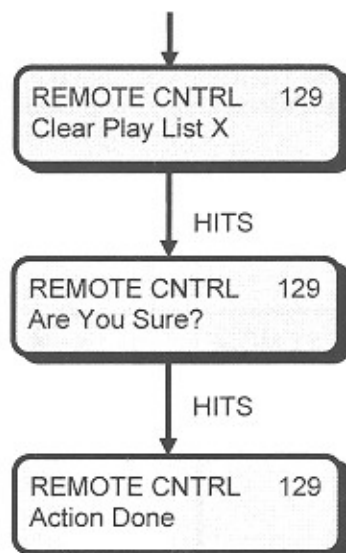 REMOTE CNTRL 129
Clear Play List X
HITS
REMOTE CNTRL 129
Are You Sure?
HITS
REMOTE CNTRL 129
Action Done